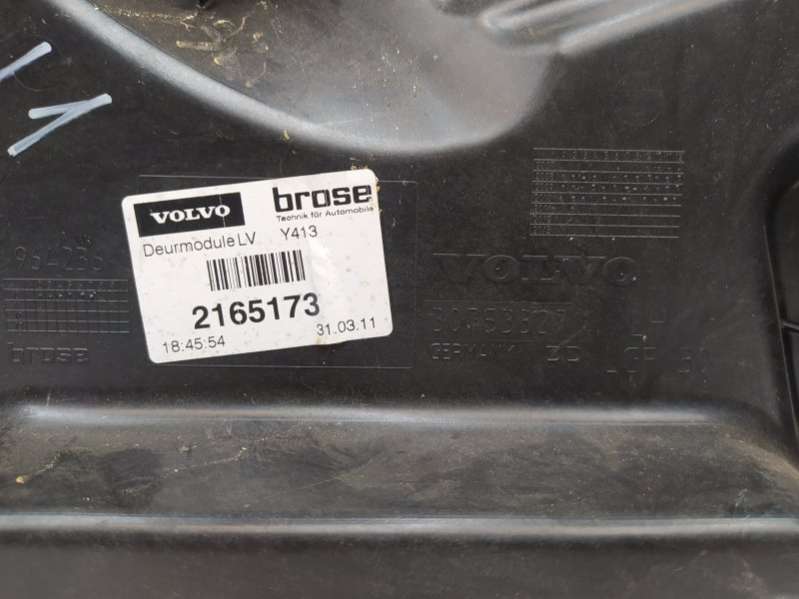 VOLVO
brose
Technik für Automobile
Deurmodule LV Y413
2165173
18:45:54
31.03.11
VOLVO
GERMANY
brose